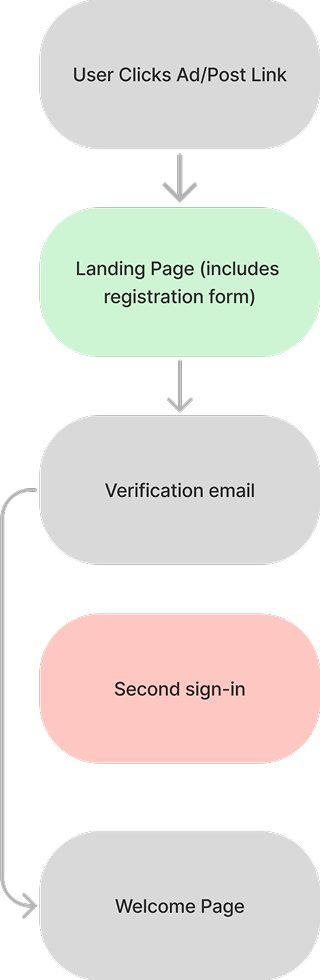 User Clicks Ad/Post Link
Landing Page (includes
registration form)
Verification email
Second sign-in
Welcome Page